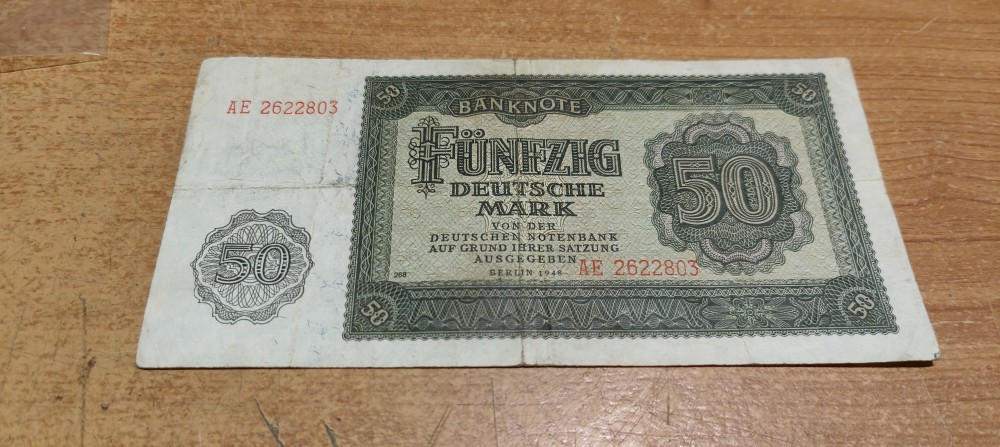 AE 2622803
50
50
BANKNOTE
50
FÜNFZIG
DEUTSCHE
MARK
VON DER
DEUTSCHEN NOTENBANK
AUF GRUND IHRER SATZUNG
AUSGEGEBEN
BERLIN 1948
50
AE 2622803
268
50
50